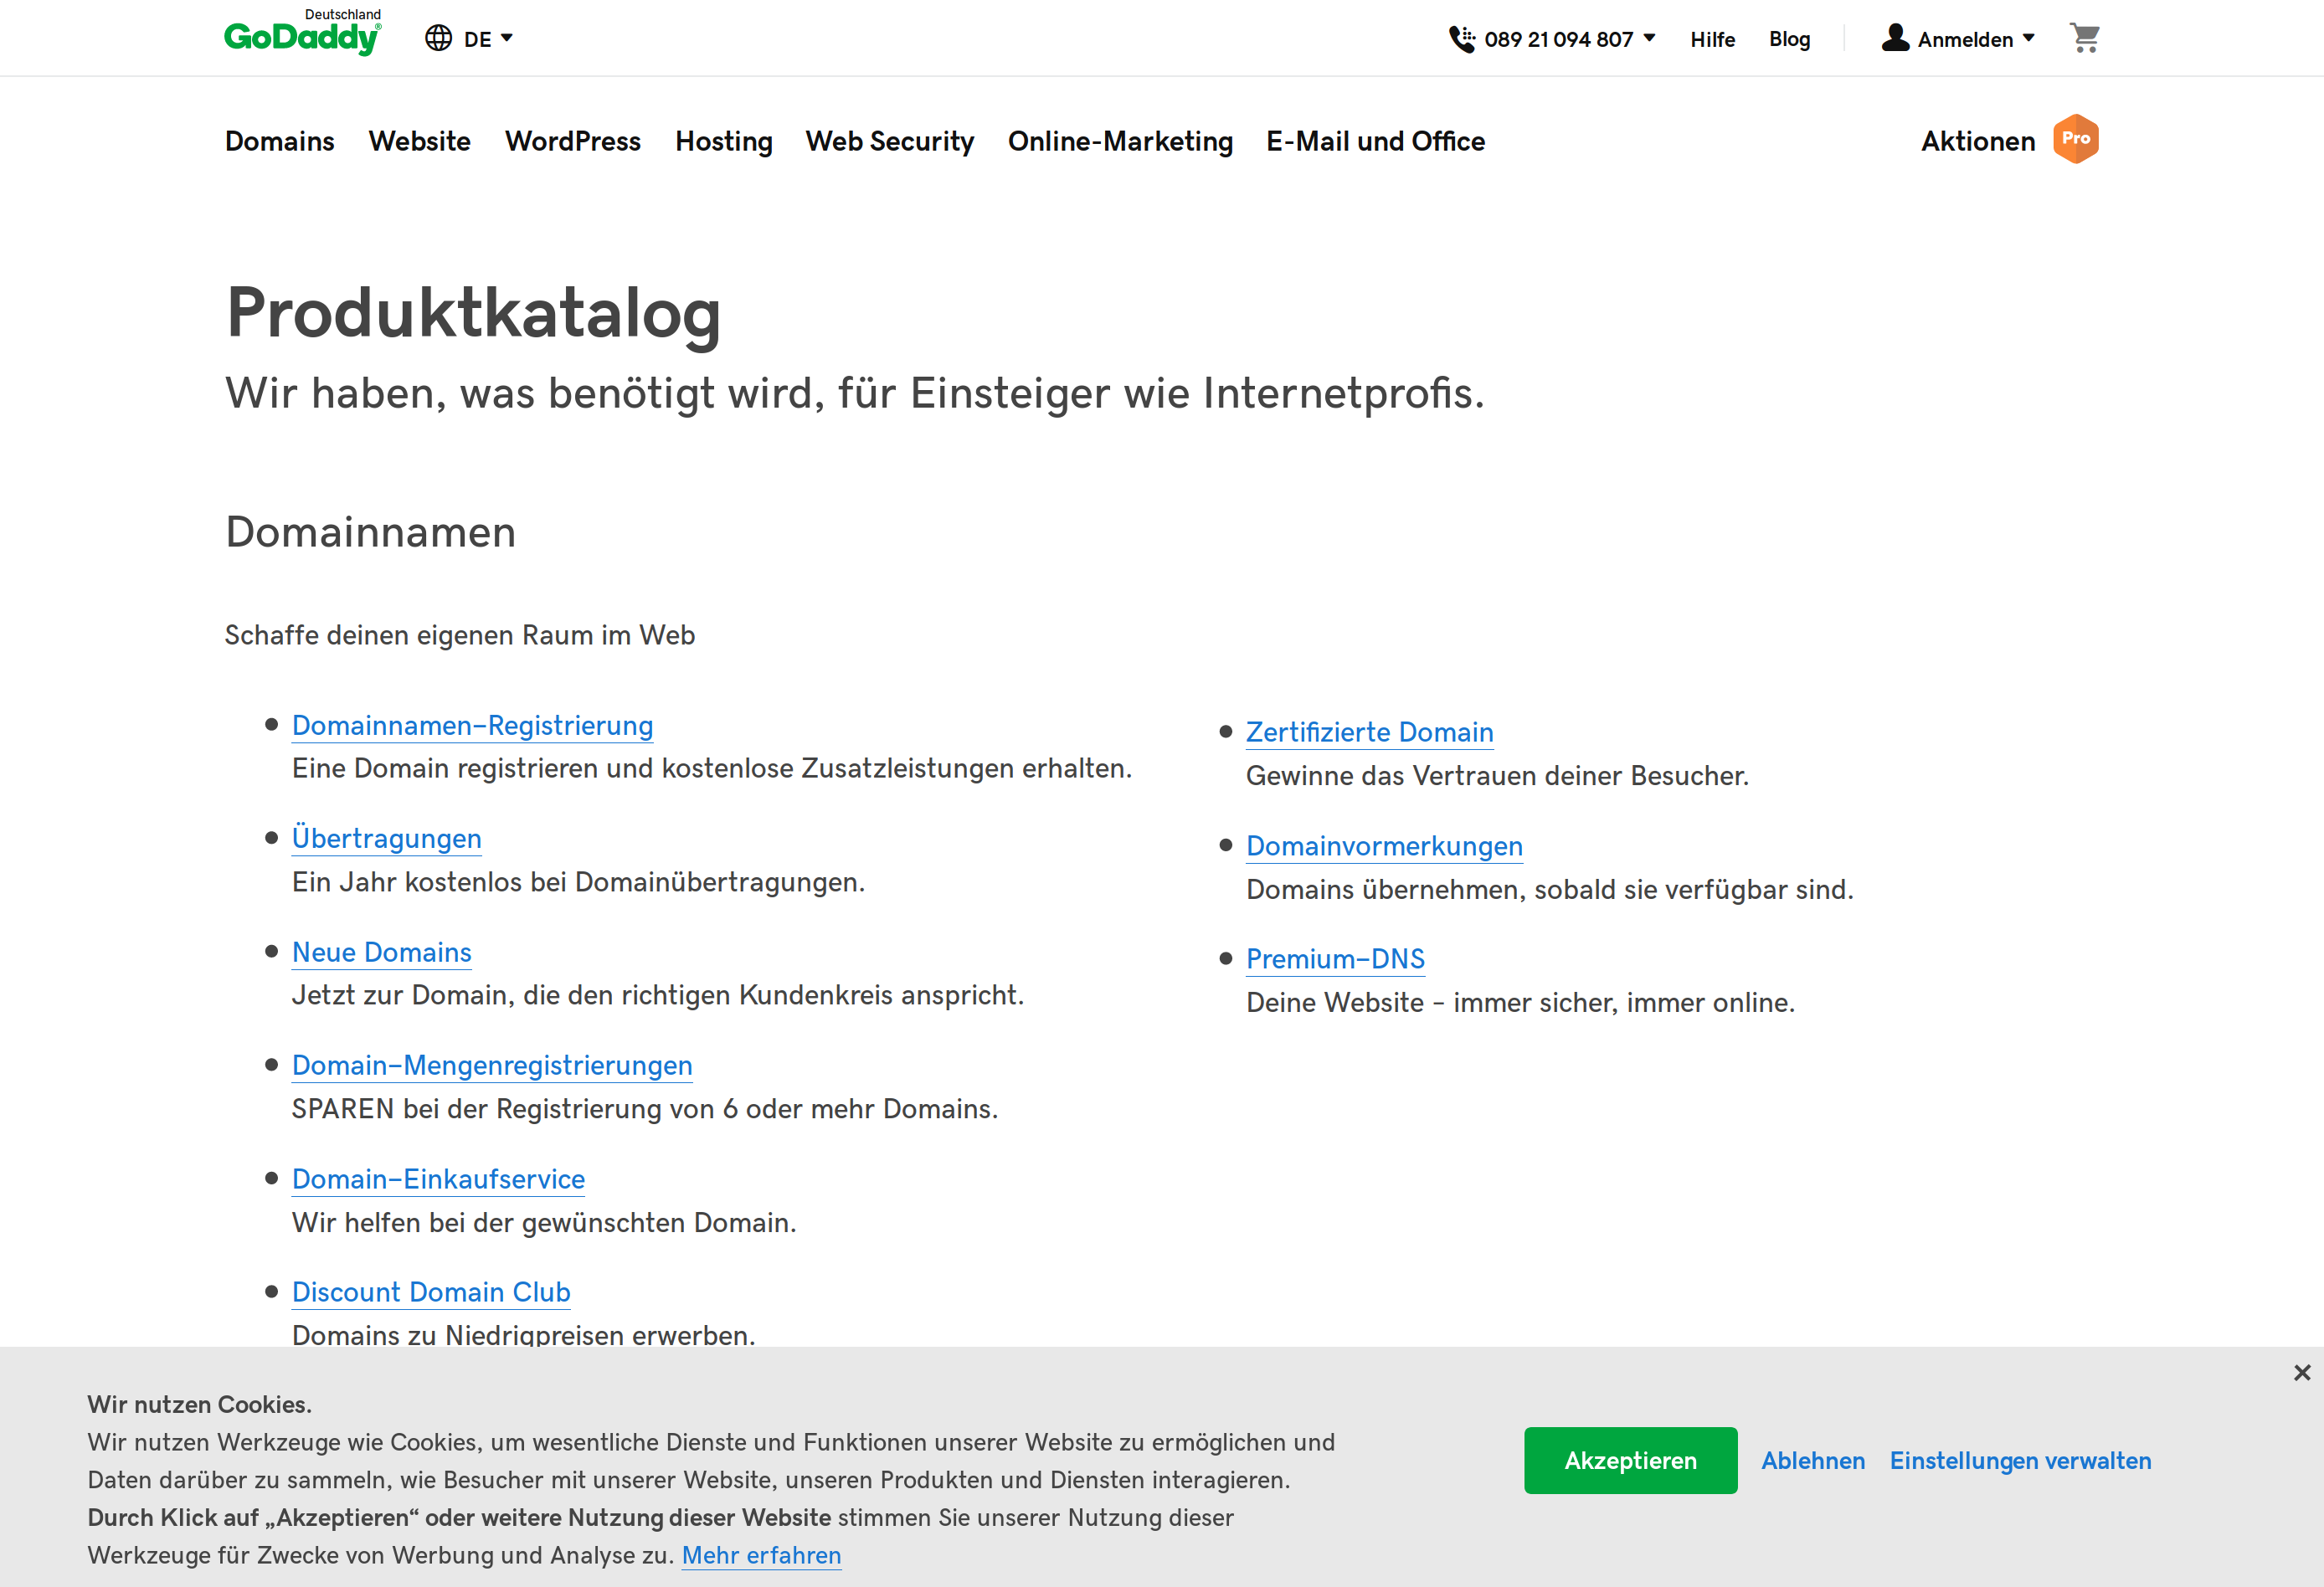 Deutschland
GoDaddy®
DE
089 21 094 807
Hilfe
Blog
Anmelden
Domains
Website
WordPress
Hosting
Web Security
Online-Marketing
E-Mail und Office
Aktionen
Pro
Produktkatalog
Wir haben, was benötigt wird, für Einsteiger wie Internetprofis.
Domainnamen
Schaffe deinen eigenen Raum im Web
Domainnamen-Registrierung
Eine Domain registrieren und kostenlose Zusatzleistungen erhalten.
Übertragungen
Ein Jahr kostenlos bei Domainübertragungen.
Neue Domains
Jetzt zur Domain, die den richtigen Kundenkreis anspricht.
Domain-Mengenregistrierungen
SPAREN bei der Registrierung von 6 oder mehr Domains.
Domain-Einkaufservice
Wir helfen bei der gewünschten Domain.
Discount Domain Club
Domains zu Niedrigpreisen erwerben.
Zertifizierte Domain
Gewinne das Vertrauen deiner Besucher.
Domainvormerkungen
Domains übernehmen, sobald sie verfügbar sind.
Premium-DNS
Deine Website – immer sicher, immer online.
Wir nutzen Cookies.
Wir nutzen Werkzeuge wie Cookies, um wesentliche Dienste und Funktionen unserer Website zu ermöglichen und
Daten darüber zu sammeln, wie Besucher mit unserer Website, unseren Produkten und Diensten interagieren.
Durch Klick auf „Akzeptieren“ oder weitere Nutzung dieser Website stimmen Sie unserer Nutzung dieser
Werkzeuge für Zwecke von Werbung und Analyse zu. Mehr erfahren
Akzeptieren
Ablehnen
Einstellungen verwalten